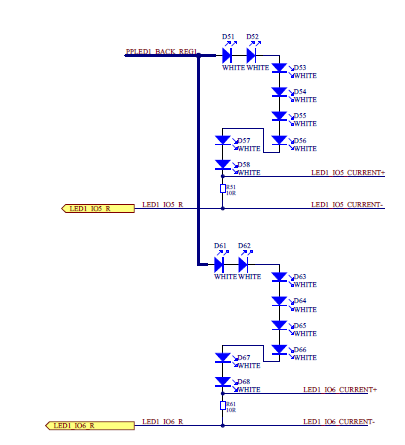 D51 D52
PPLED1_BACK_REG1
WHITE WHITE
D53
WHITE
D54
WHITE
D55
WHITE
D57
WHITE
D56
WHITE
D58
WHITE
LED1_IO5_CURRENT+
R51
10R
LED1_IO5_R
LED1_IO5_R
LED1_IO5_CURRENT-
D61 D62
WHITE WHITE
D63
WHITE
D64
WHITE
D65
WHITE
D66
WHITE
D67
WHITE
D68
WHITE
LED1_IO6_CURRENT+
R61
10R
LED1_IO6_R
LED1_IO6_R
LED1_IO6_CURRENT-